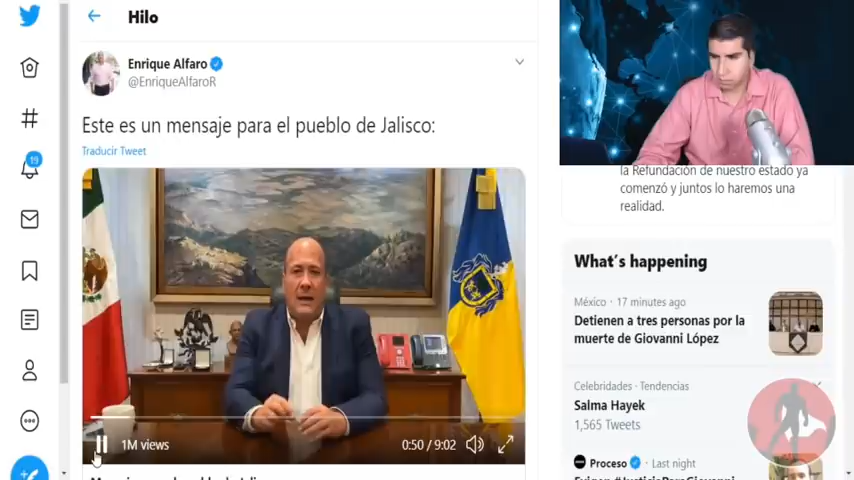 Hilo
Enrique Alfaro
@EnriqueAlfaroR
Este es un mensaje para el pueblo de Jalisco:
Traducir Tweet
19
1M views
0:50 / 9:02
la Refundación de nuestro estado ya
comenzó y juntos lo haremos una
realidad.
What's happening
México · 17 minutes ago
Detienen a tres personas por la
muerte de Giovanni López
Celebridades · Tendencias
Salma Hayek
1,565 Tweets
Proceso · Last night